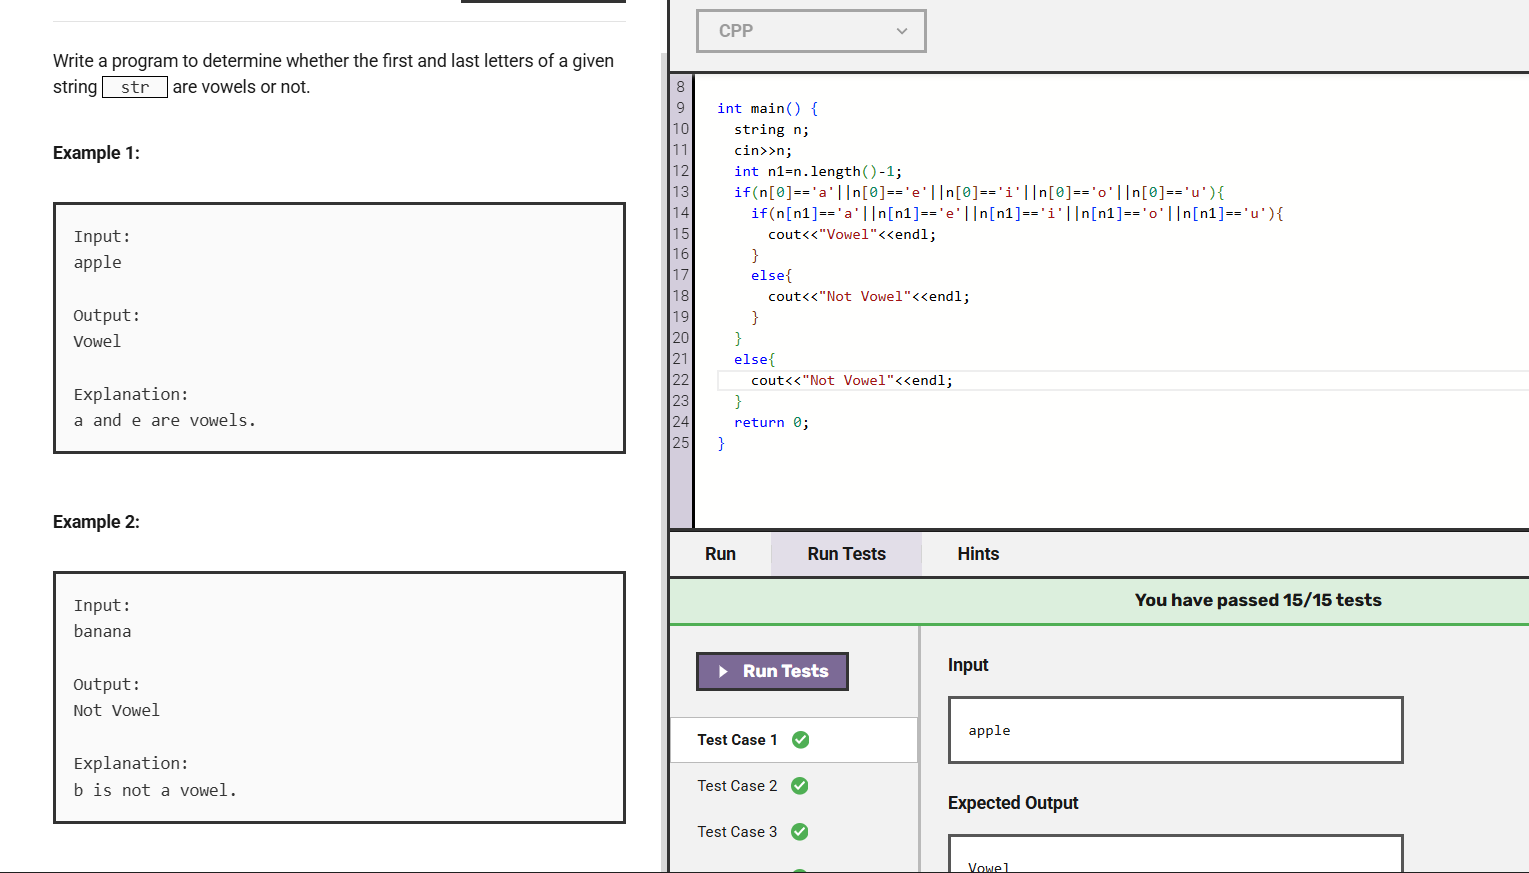 Write a program to determine whether the first and last letters of a given
string str are vowels or not.
Example 1:
Input:
apple
Output:
Vowel
Explanation:
a and e are vowels.
Example 2:
Input:
banana
Output:
Not Vowel
Explanation:
b is not a vowel.
CPP
8
9 int main() {
10 string n;
11 cin>>n;
12 int n1=n.length()-1;
13 if(n[0]=='a'||n[0]=='e'||n[0]=='i'||n[0]=='o'||n[0]=='u'){
14 if(n[n1]=='a'||n[n1]=='e'||n[n1]=='i'||n[n1]=='o'||n[n1]=='u'){
15 cout<<"Vowel"<<endl;
16 }
17 else{
18 cout<<"Not Vowel"<<endl;
19 }
20 }
21 else{
22 cout<<"Not Vowel"<<endl;
23 }
24 return 0;
25 }
Run Run Tests Hints
You have passed 15/15 tests
Run Tests
Test Case 1
Test Case 2
Test Case 3
Input
apple
Expected Output
Vowel